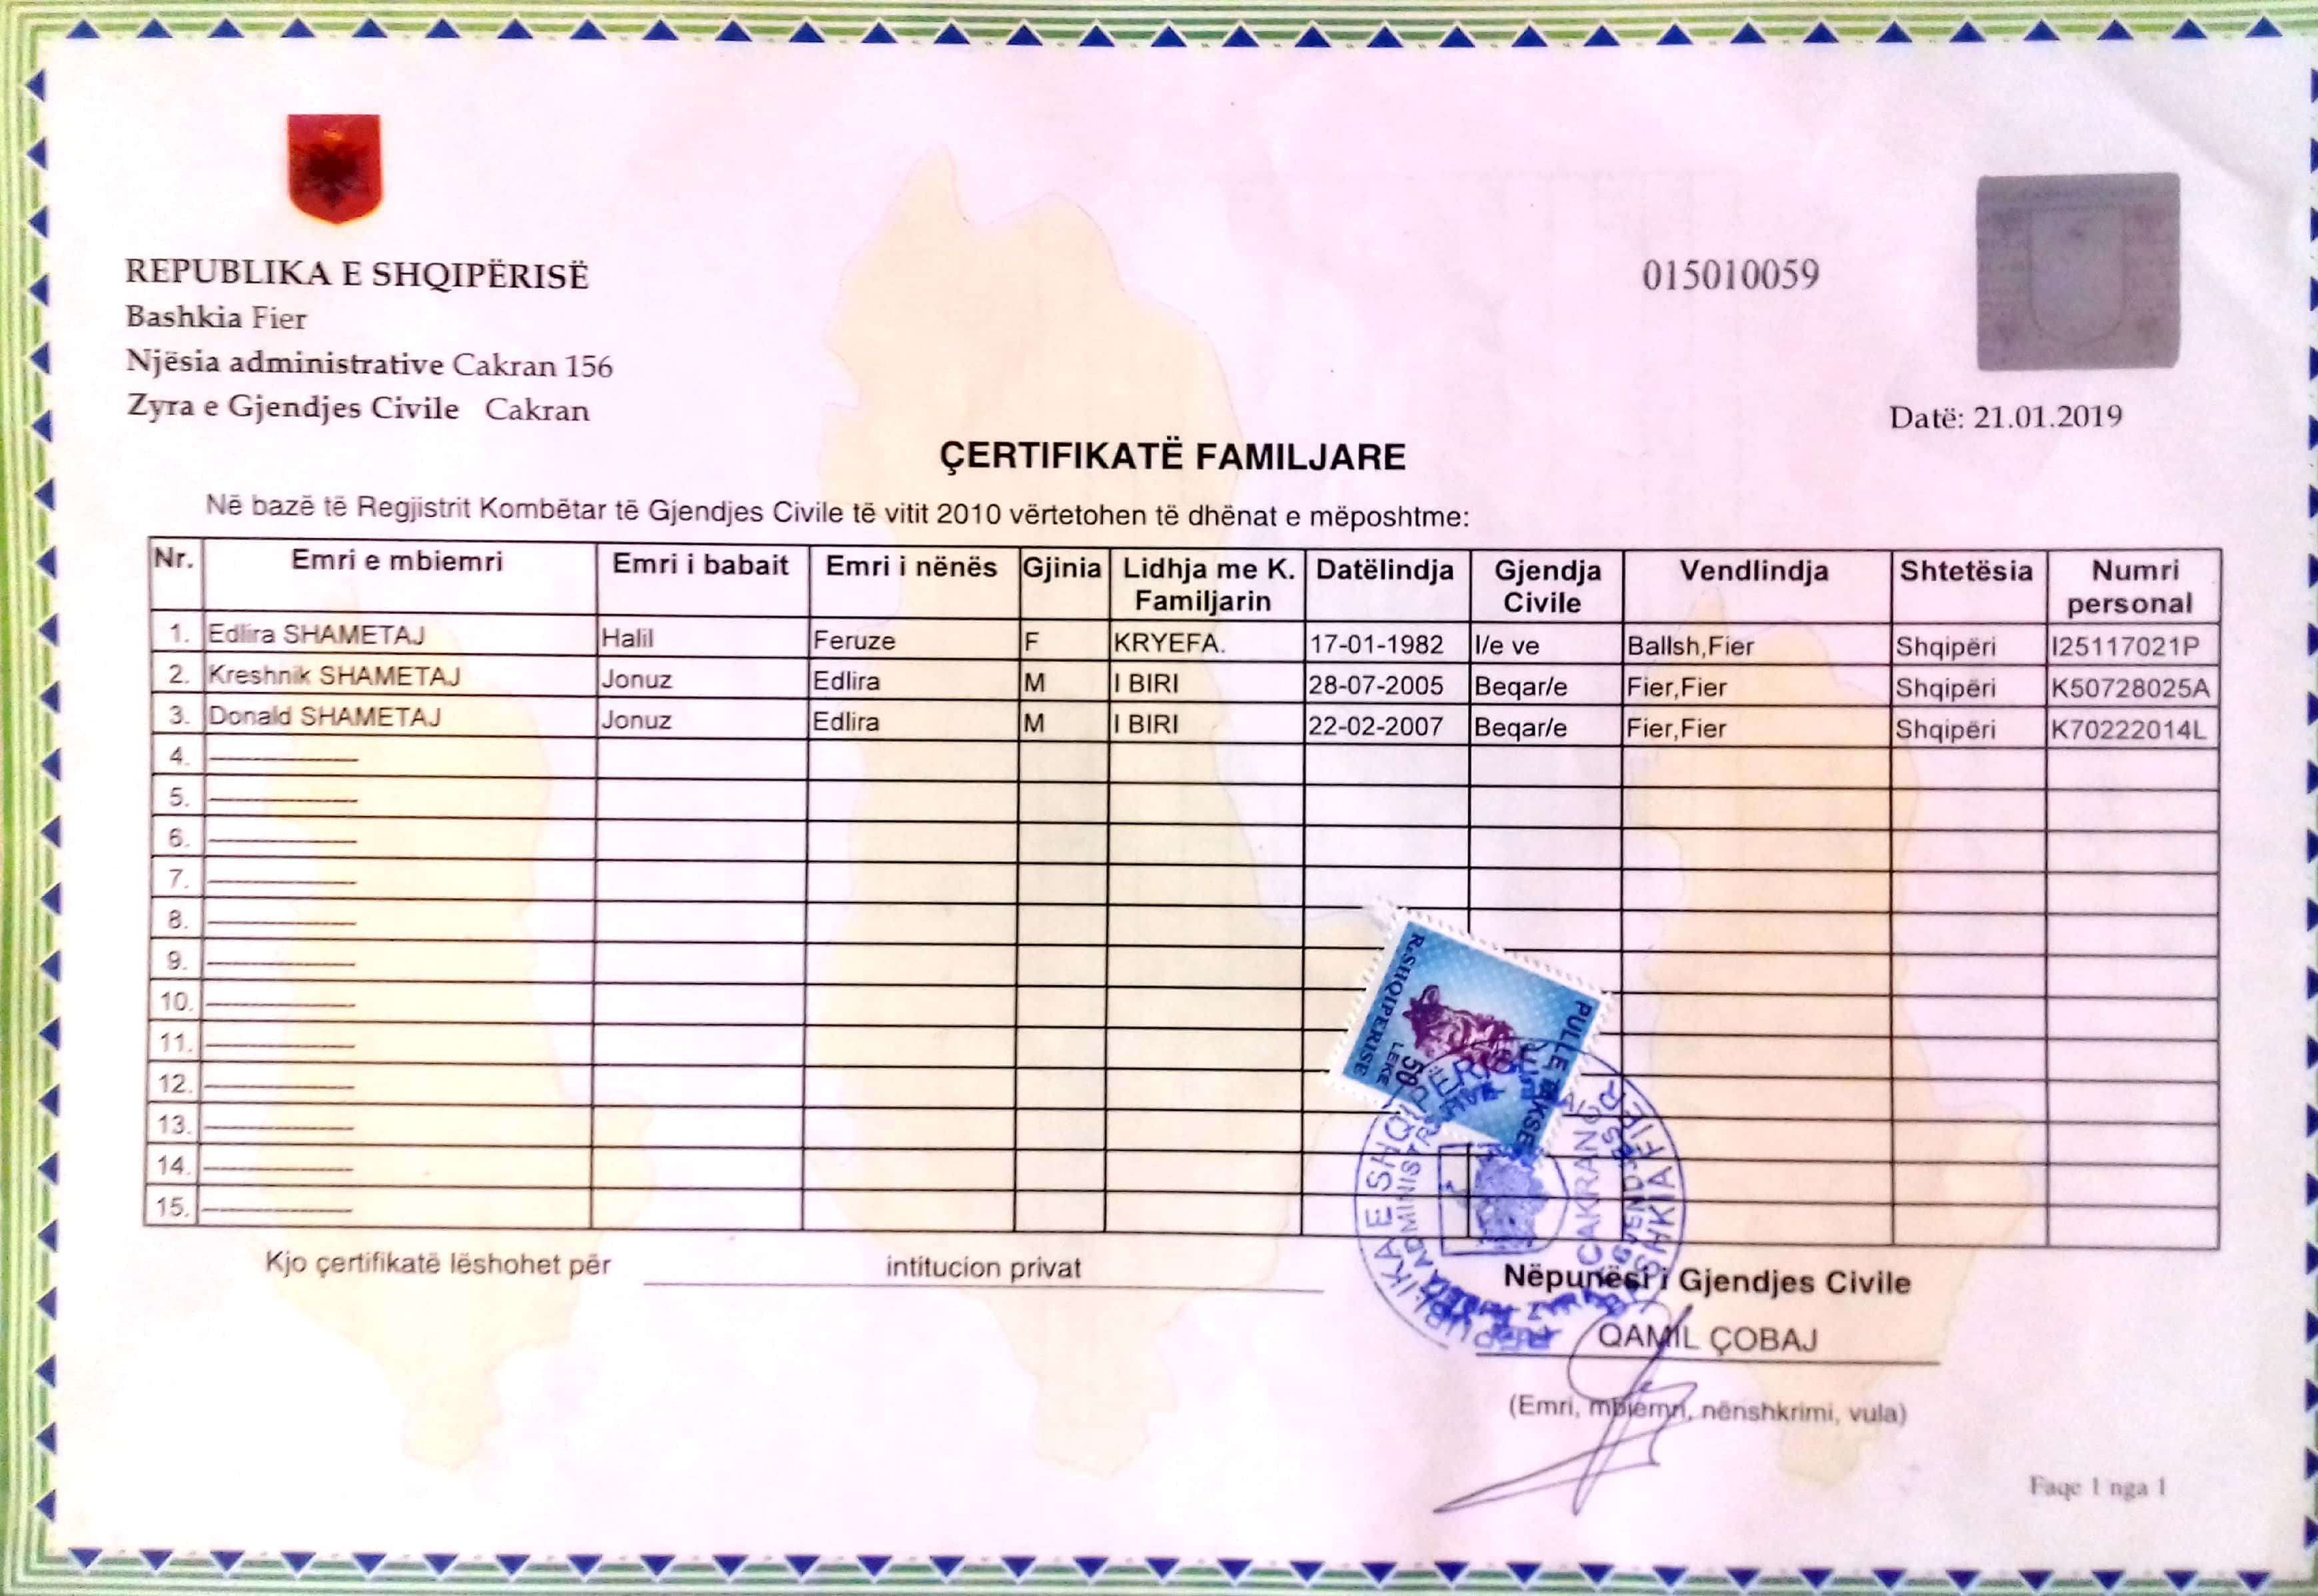 REPUBLIKA E SHQIPËRISË
Bashkia Fier
Njësia administrative Cakran 156
Zyra e Gjendjes Civile Cakran
015010059
Datë: 21.01.2019
ÇERTIFIKATË FAMILJARE
Në bazë të Regjistrit Kombëtar të Gjendjes Civile të vitit 2010 vërtetohen të dhënat e mëposhtme:
Nr. Emri e mbiemri Emri i babait Emri i nënës Gjinia Lidhja me K. Familjarin Datëlindja Gjendja Civile Vendlindja Shtetësia Numri personal
1. Edlira SHAMETAJ Halil Feruze F KRYEFA. 17-01-1982 I/e ve Ballsh,Fier Shqipëri I25117021P
2. Kreshnik SHAMETAJ Jonuz Edlira M I BIRI 28-07-2005 Beqar/e Fier,Fier Shqipëri K50728025A
3. Donald SHAMETAJ Jonuz Edlira M I BIRI 22-02-2007 Beqar/e Fier,Fier Shqipëri K70222014L
4.
5.
6.
7.
8.
9.
10.
11.
12.
13.
14.
15.
R.SHQIPERISE
50 LEKE
PULLE TAKSE
CAKRAN
Kjo çertifikatë lëshohet për intitucion privat
Nëpunësi i Gjendjes Civile
QAMIL ÇOBAJ
(Emri, mbiemri, nënshkrimi, vula)
Faqe 1 nga 1